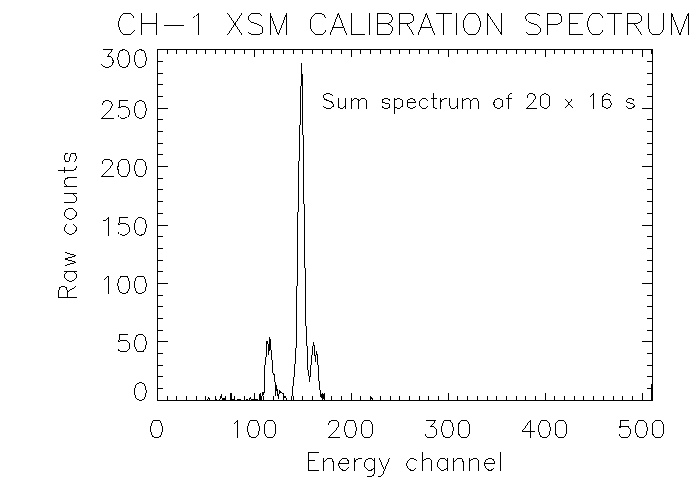 CH-1 XSM CALIBRATION SPECTRUM
300
Sum spectrum of 20 x 16 s
250
200
150
100
50
0
Raw counts
0 100 200 300 400 500
Energy channel